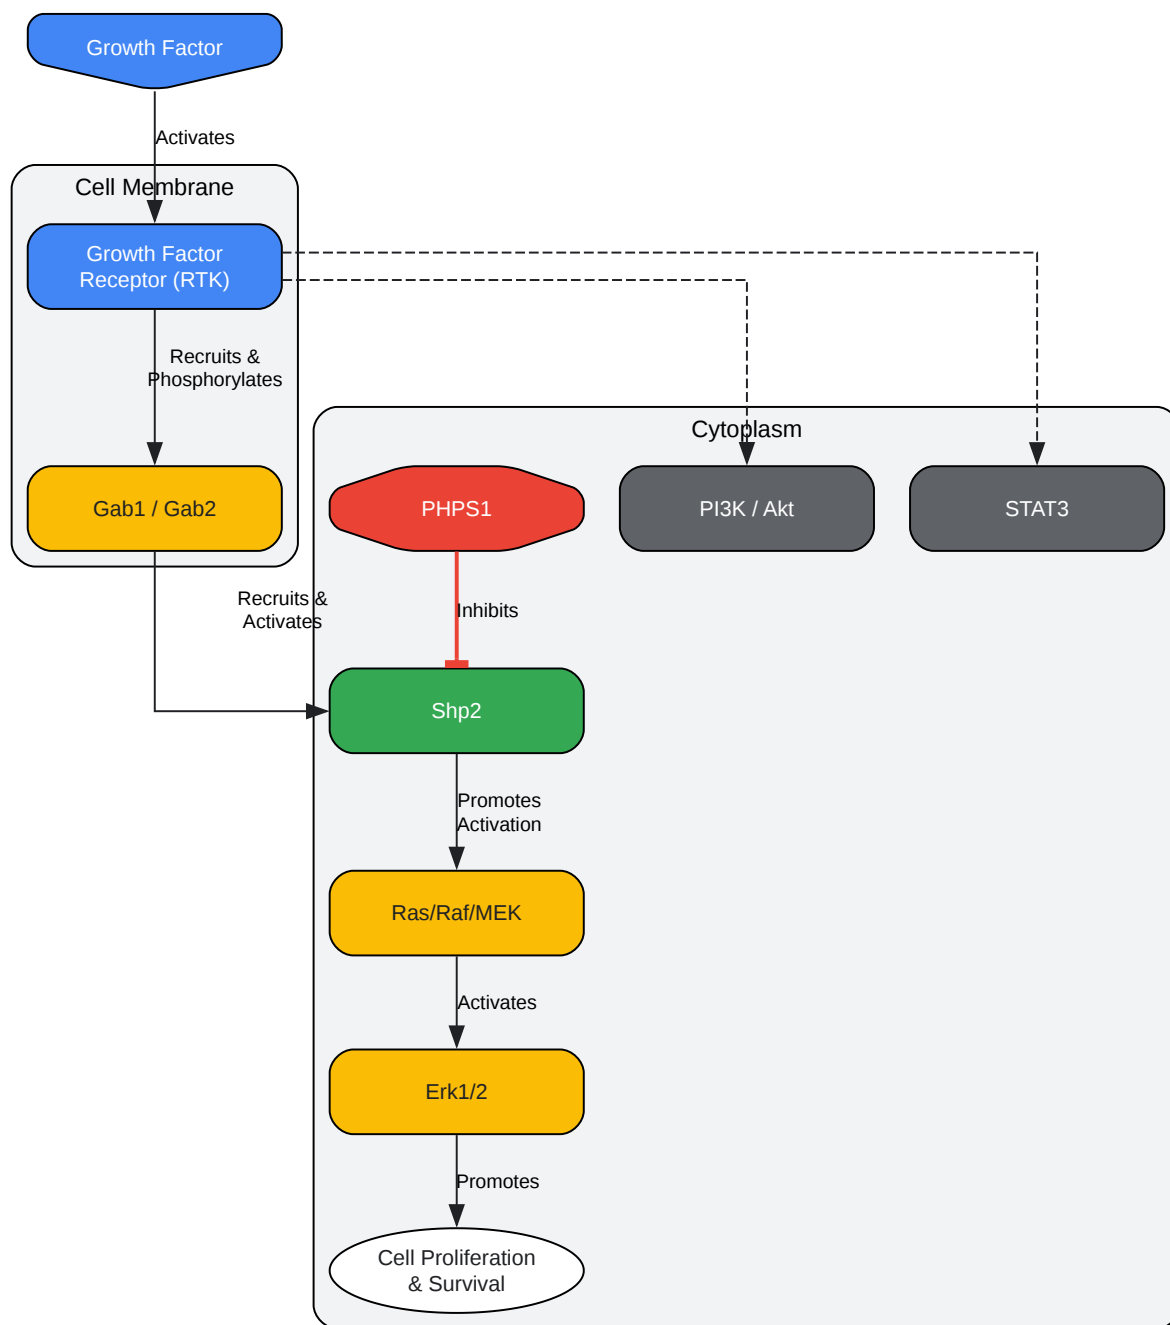 Growth Factor
Activates
Cell Membrane
Growth Factor
Receptor (RTK)
Recruits &
Phosphorylates
Gab1 / Gab2
Cytoplasm
PHPS1
PI3K / Akt
STAT3
Recruits &
Activates
Inhibits
Shp2
Promotes
Activation
Ras/Raf/MEK
Activates
Erk1/2
Promotes
Cell Proliferation
& Survival